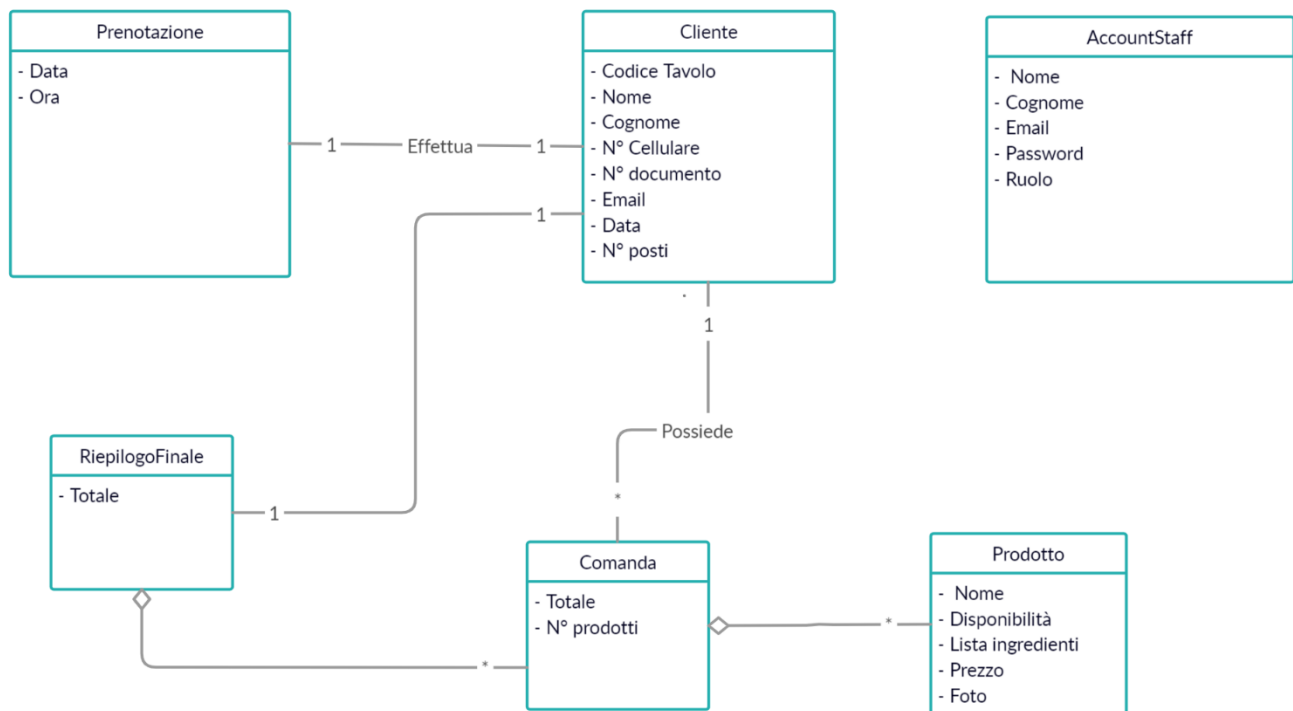 Prenotazione
- Data
- Ora
Cliente
- Codice Tavolo
- Nome
- Cognome
- N° Cellulare
- N° documento
- Email
- Data
- N° posti
AccountStaff
- Nome
- Cognome
- Email
- Password
- Ruolo
1 Effettua 1
1
1
1
Possiede
*
RiepilogoFinale
- Totale
*
Comanda
- Totale
- N° prodotti
*
Prodotto
- Nome
- Disponibilità
- Lista ingredienti
- Prezzo
- Foto